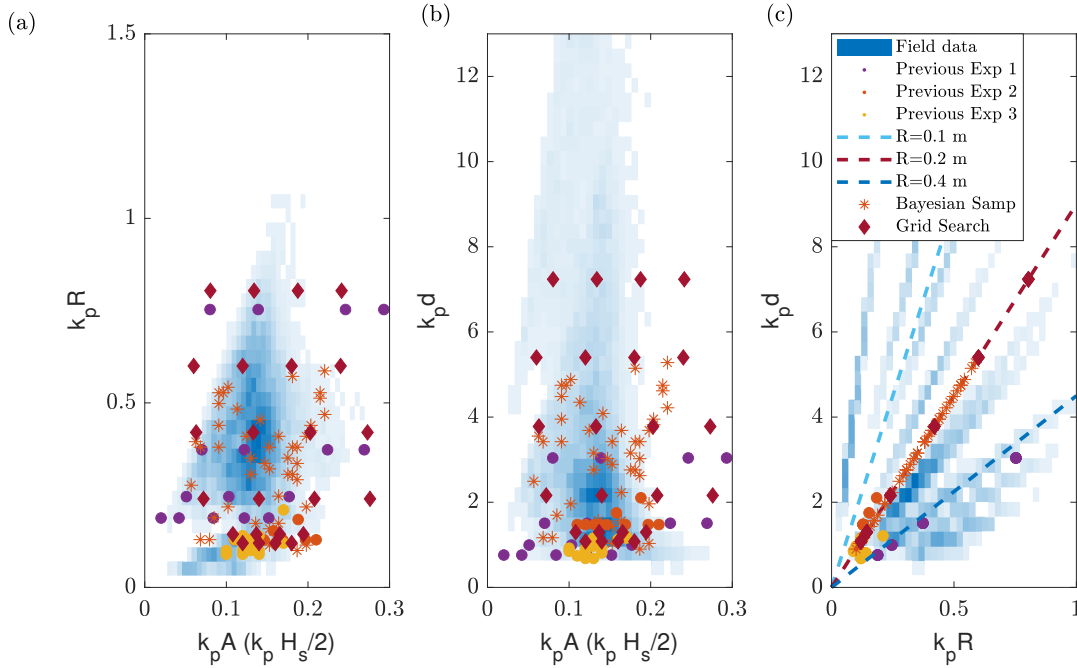 (a)
1.5
1
0.5
0
k_pR
0
0.1
0.2
0.3
k_pA (k_p H_s/2)
(b)
12
10
8
6
4
2
0
k_pd
0
0.1
0.2
0.3
k_pA (k_p H_s/2)
(c)
Field data
Previous Exp 1
Previous Exp 2
Previous Exp 3
R=0.1 m
R=0.2 m
R=0.4 m
Bayesian Samp
Grid Search
12
10
8
6
4
2
0
k_pd
0
0.5
1
k_pR